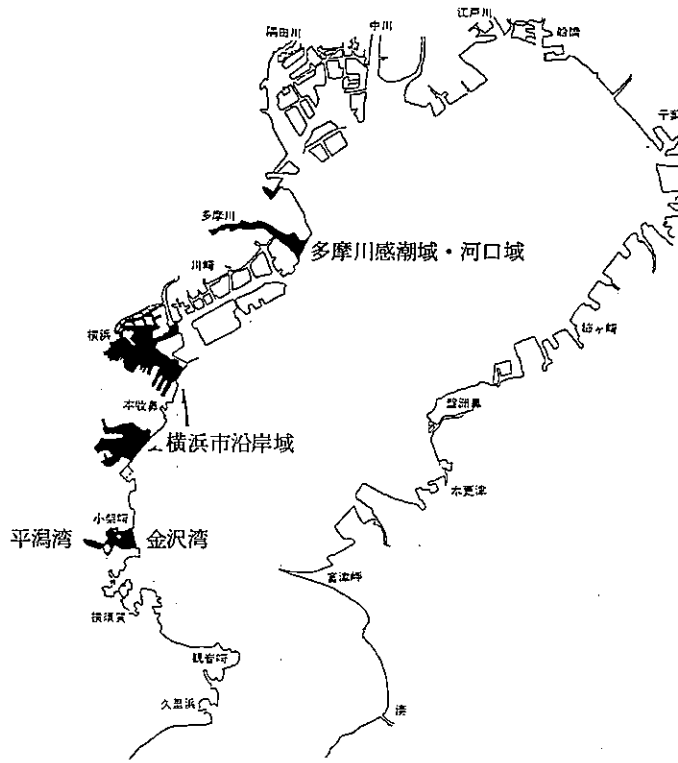 隅田川
中川
江戸川
船橋
千葉
多摩川
多摩川感潮域・河口域
川崎
横浜
姉ヶ崎
本牧鼻
盤洲鼻
横浜市沿岸域
木更津
小柴崎
平潟湾
金沢湾
富津岬
横須賀
観音崎
久里浜
湊